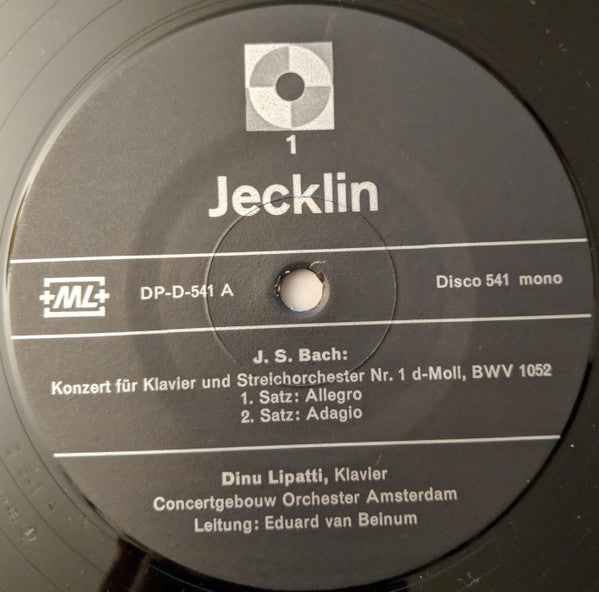 1
Jecklin
+ML+
DP-D-541 A
Disco 541 mono
J. S. Bach:
Konzert für Klavier und Streichorchester Nr. 1 d-Moll, BWV 1052
1. Satz: Allegro
2. Satz: Adagio
Dinu Lipatti, Klavier
Concertgebouw Orchester Amsterdam
Leitung: Eduard van Beinum